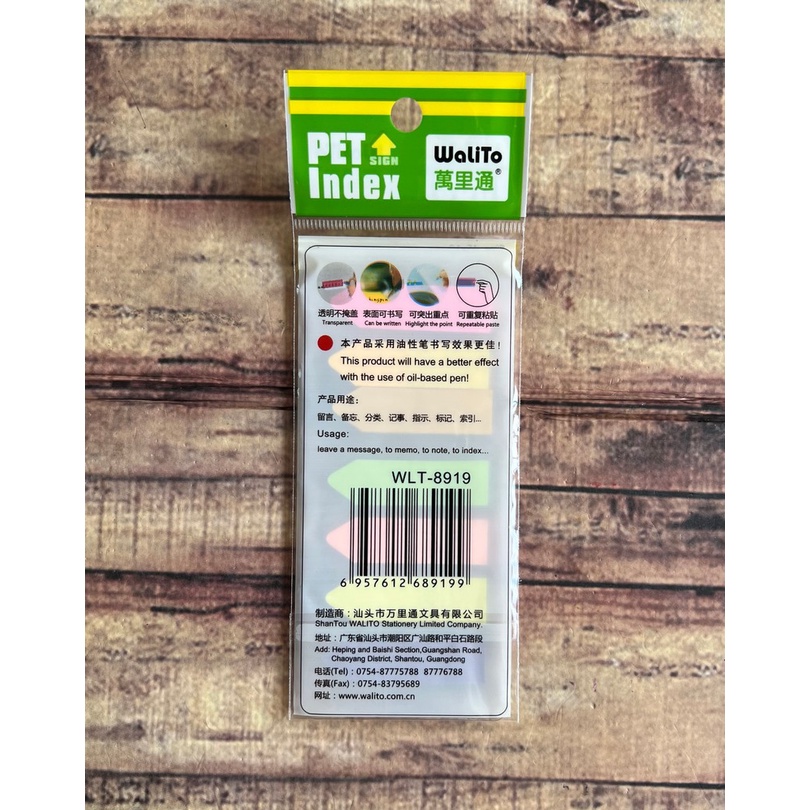 PET SIGN
Index
WaliTo
萬里通®
透明不掩盖 表面可书写 可突出重点 可重复粘贴
Transparent Can be written Highlight the point Repeatable paste
本产品采用油性笔书写效果更佳！
This product will have a better effect
with the use of oil-based pen!
产品用途：
留言、备忘、分类、记事、指示、标记、索引...
Usage:
leave a message, to memo, to note, to index...
WLT-8919
6 957612 689199
制造商：汕头市万里通文具有限公司
ShanTou WALITO Stationery Limited Company.
地址：广东省汕头市潮阳区广汕路和平白石路段
Add: Heping and Baishi Section,Guangshan Road,
Chaoyang District, Shantou, Guangdong
电话(Tel)：0754-87775788 87776788
传真(Fax)：0754-83795689
网址：www.walito.com.cn